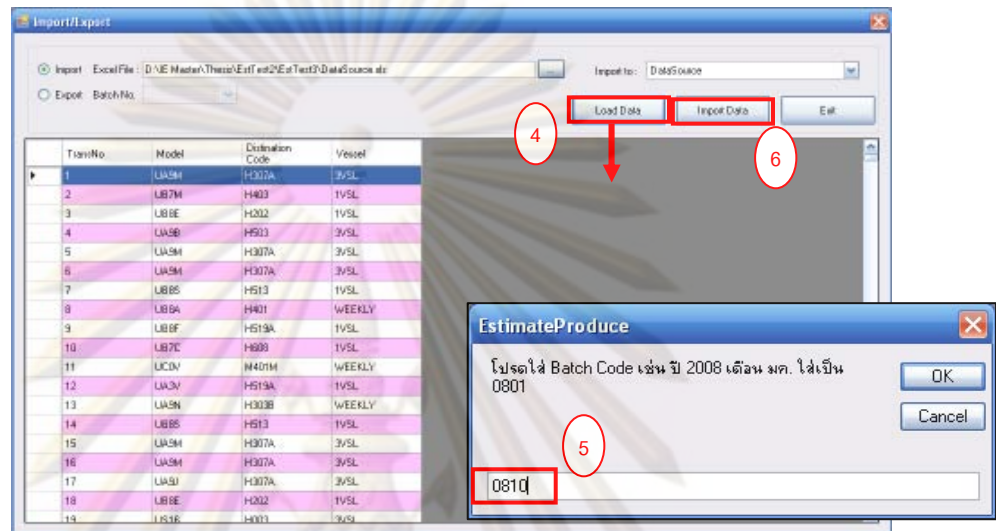 Import/Export
Import Excel File : D:\IE Master\Thesis\EstTest2\EstTest3\DataSource.xls ... Import to : DataSource
Export Batch No.
Load Data Import Data Exit
4
6
TransNo Model Distination Code Vessel
1 UA9M H307A 3VSL
2 UB7M H403 1VSL
3 UB8E H202 1VSL
4 UA9B H503 3VSL
5 UA9M H307A 3VSL
6 UA9M H307A 3VSL
7 UB8S H513 1VSL
8 UB8A H401 WEEKLY
9 UB8F H519A 1VSL
10 UB7C H608 1VSL
11 UC0V M401M WEEKLY
12 UA3V H519A 1VSL
13 UA9N H303B WEEKLY
14 UB8S H513 1VSL
15 UA9M H307A 3VSL
16 UA9M H307A 3VSL
17 UA9J H307A 3VSL
18 UB8E H202 1VSL
19 H003 3VSL
EstimateProduce
โปรดใส่ Batch Code เช่น ปี 2008 เดือน มค. ใส่เป็น
0801
OK
Cancel
5
0810